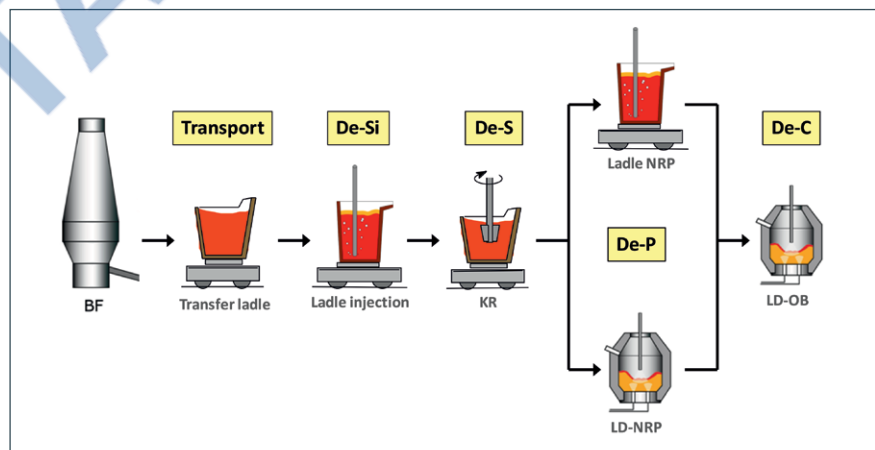 Transport
De-Si
De-S
De-C
Ladle NRP
De-P
BF
Transfer ladle
Ladle injection
KR
LD-OB
LD-NRP